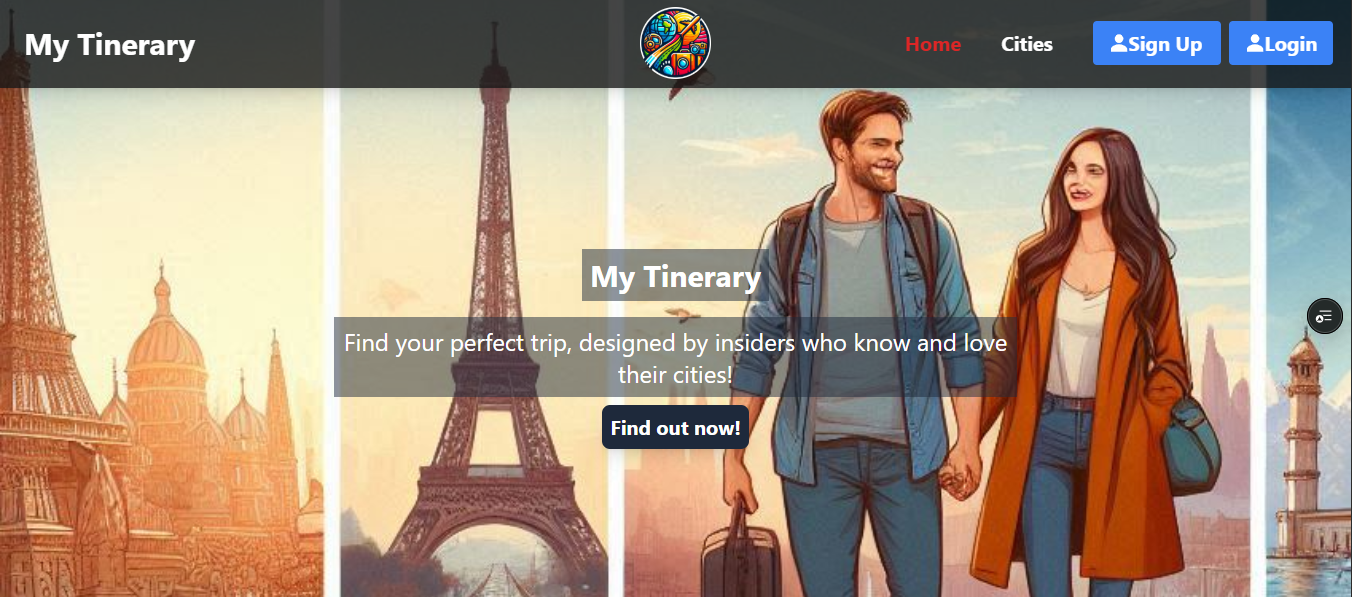 My Tinerary
Home
Cities
Sign Up
Login
My Tinerary
Find your perfect trip, designed by insiders who know and love
their cities!
Find out now!